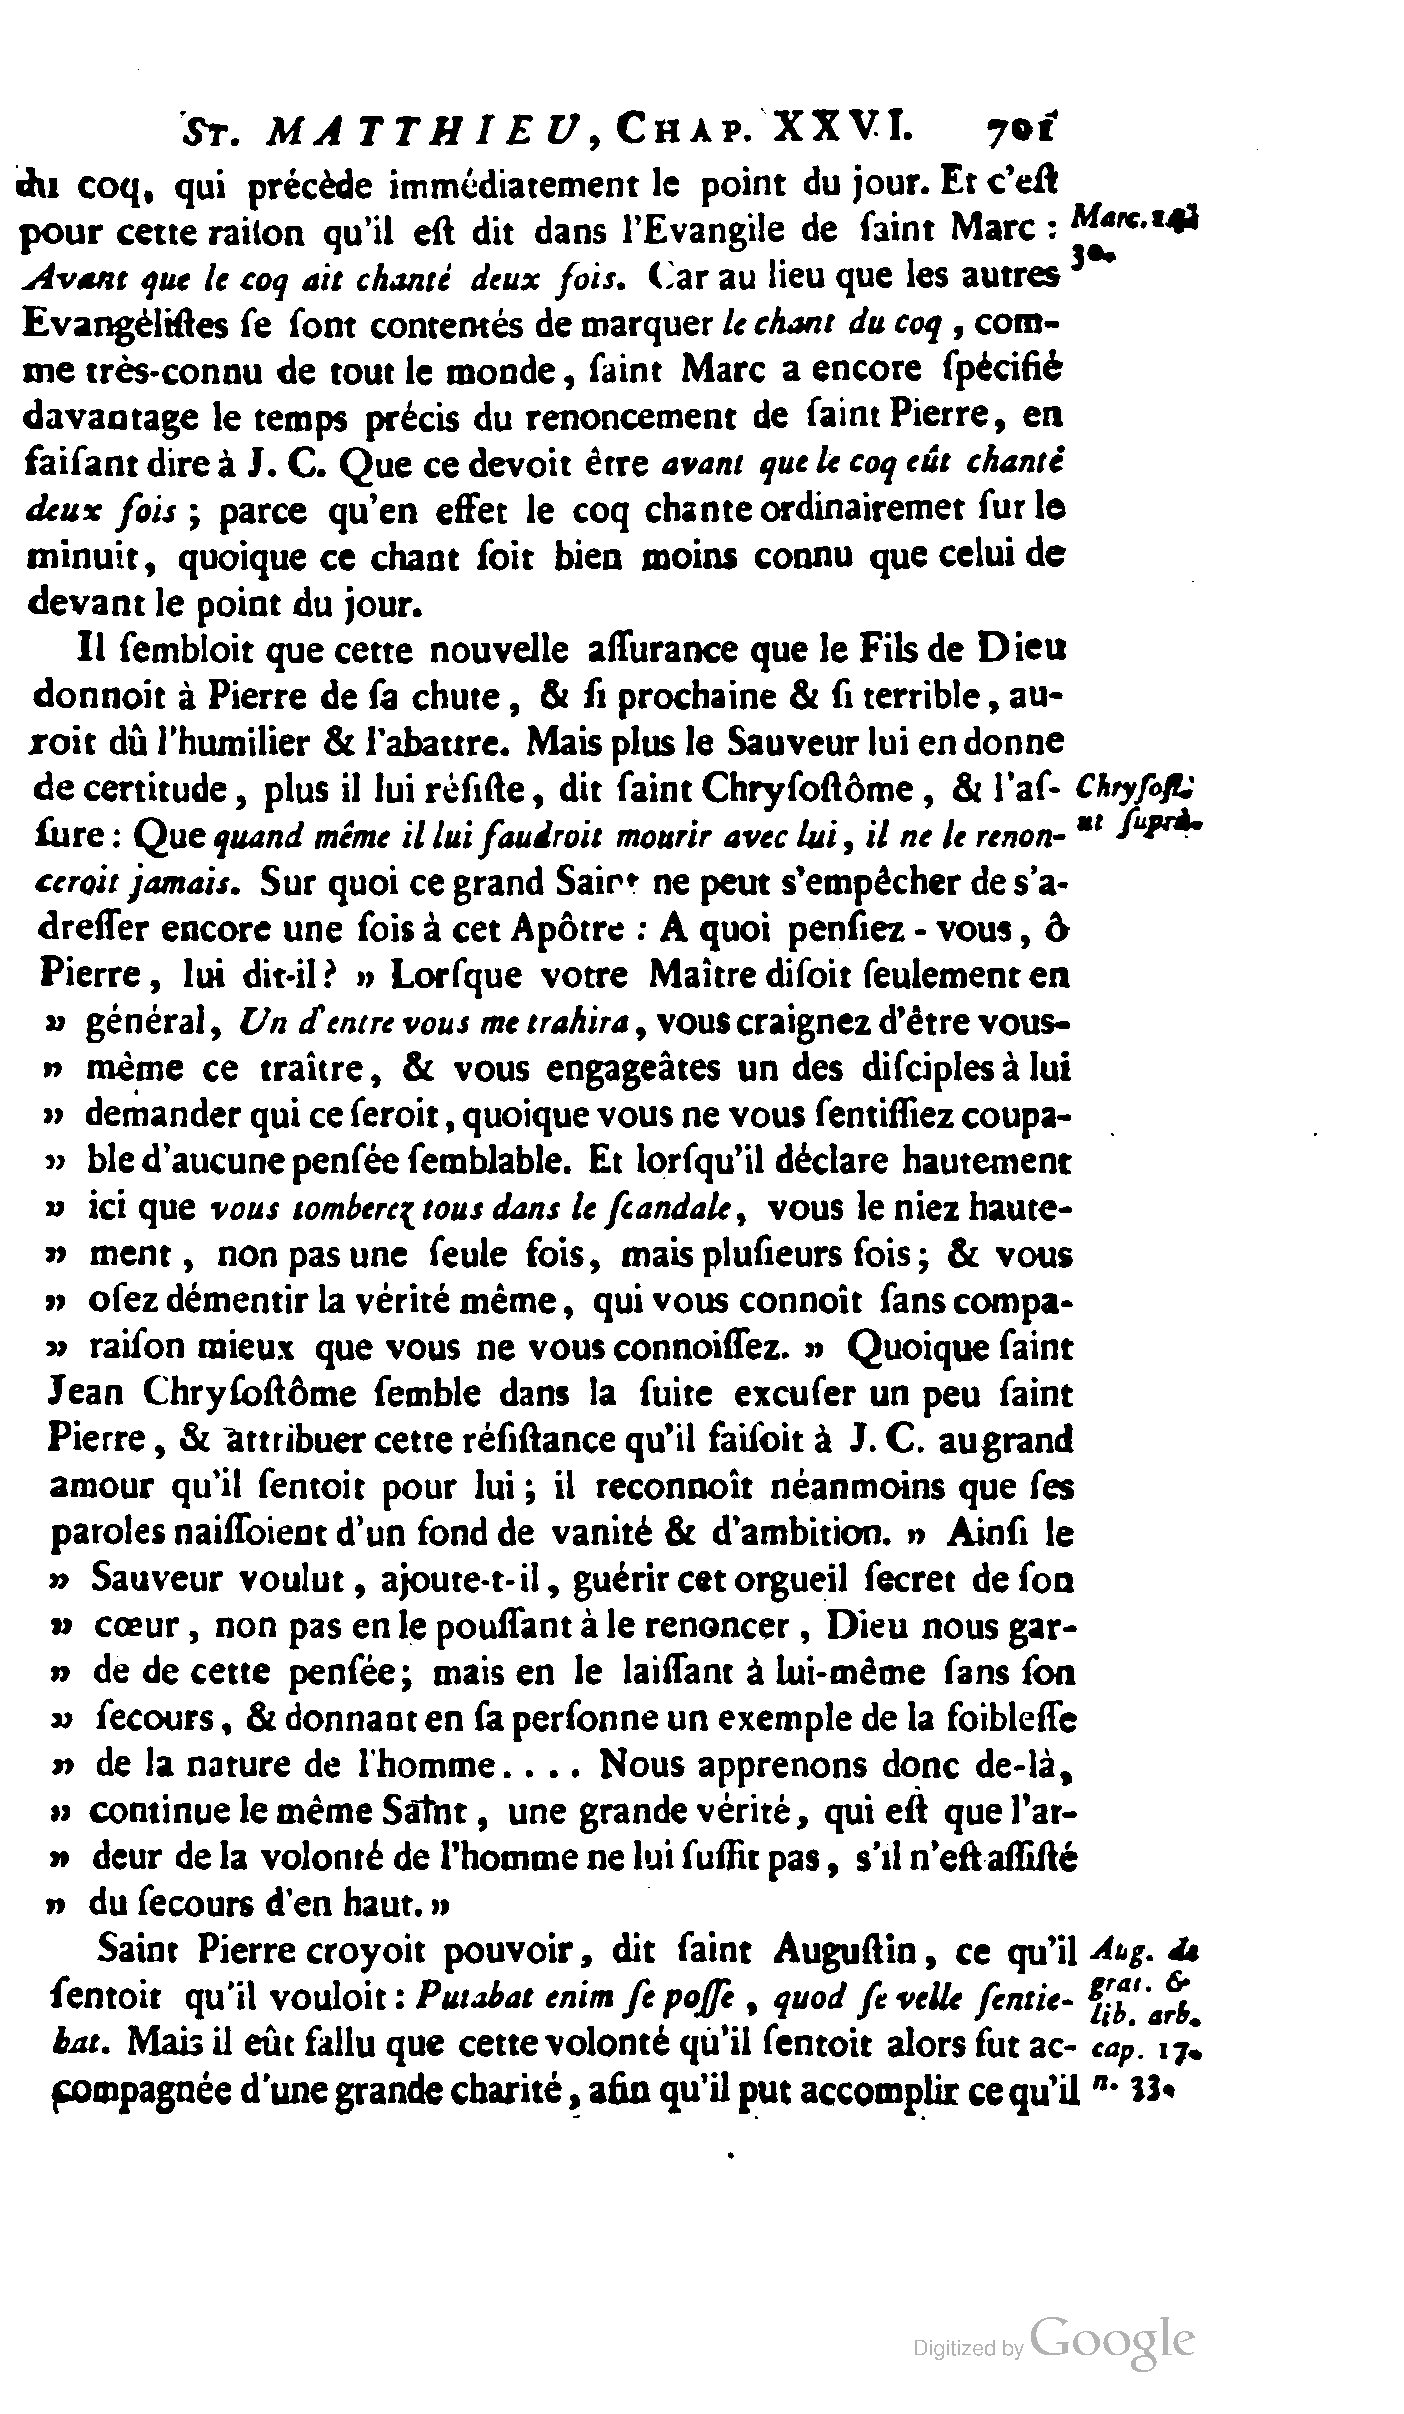 ST. MATTHIEU, CHAP. XXVI. 701
du coq, qui précède immédiatement le point du jour. Et c'eſt
pour cette raiſon qu'il eſt dit dans l'Evangile de ſaint Marc :
Marc. 14.
30.
Avant que le coq ait chanté deux fois. Car au lieu que les autres
Evangéliſtes ſe ſont contentés de marquer le chant du coq, com-
me très-connu de tout le monde, ſaint Marc a encore ſpécifié
davantage le temps précis du renoncement de ſaint Pierre, en
faiſant dire à J. C. Que ce devoit être avant que le coq eût chanté
deux fois ; parce qu'en effet le coq chante ordinairemet ſur le
minuit, quoique ce chant ſoit bien moins connu que celui de
devant le point du jour.
Il ſembloit que cette nouvelle aſſurance que le Fils de Dieu
donnoit à Pierre de ſa chute, & ſi prochaine & ſi terrible, au-
roit dû l'humilier & l'abattre. Mais plus le Sauveur lui en donne
de certitude, plus il lui réſiſte, dit ſaint Chryſoſtôme, & l'aſ-
Chryſoſt.
ut ſuprà.
ſure : Que quand même il lui faudroit mourir avec lui, il ne le renon-
ceroit jamais. Sur quoi ce grand Saint ne peut s'empêcher de s'a-
dreſſer encore une fois à cet Apôtre : A quoi penſiez-vous, ô
Pierre, lui dit-il? » Lorſque votre Maître diſoit ſeulement en
» général, Un d'entre vous me trahira, vous craignez d'être vous-
» même ce traître, & vous engageâtes un des diſciples à lui
» demander qui ce ſeroit, quoique vous ne vous ſentiſſiez coupa-
» ble d'aucune penſée ſemblable. Et lorſqu'il déclare hautement
» ici que vous tomberez tous dans le ſcandale, vous le niez haute-
» ment, non pas une ſeule fois, mais pluſieurs fois ; & vous
» oſez démentir la vérité même, qui vous connoît ſans compa-
» raiſon mieux que vous ne vous connoiſſez. » Quoique ſaint
Jean Chryſoſtôme ſemble dans la ſuite excuſer un peu ſaint
Pierre, & attribuer cette réſiſtance qu'il faiſoit à J. C. au grand
amour qu'il ſentoit pour lui ; il reconnoît néanmoins que ſes
paroles naiſſoient d'un fond de vanité & d'ambition. » Ainſi le
» Sauveur voulut, ajoute-t-il, guérir cet orgueil ſecret de ſon
» cœur, non pas en le pouſſant à le renoncer, Dieu nous gar-
» de de cette penſée; mais en le laiſſant à lui-même ſans ſon
» ſecours, & donnant en ſa perſonne un exemple de la foibleſſe
» de la nature de l'homme.... Nous apprenons donc de-là,
» continue le même Saint, une grande vérité, qui eſt que l'ar-
» deur de la volonté de l'homme ne lui ſuffit pas, s'il n'eſt aſſiſté
» du ſecours d'en haut. »
Saint Pierre croyoit pouvoir, dit ſaint Auguſtin, ce qu'il
ſentoit qu'il vouloit : Putabat enim ſe poſſe, quod ſe velle ſentie-
bat. Mais il eût fallu que cette volonté qu'il ſentoit alors fut ac-
compagnée d'une grande charité, afin qu'il put accomplir ce qu'il
Aug. de
grat. &
lib. arb.
cap. 17.
n. 33.
Digitized by Google